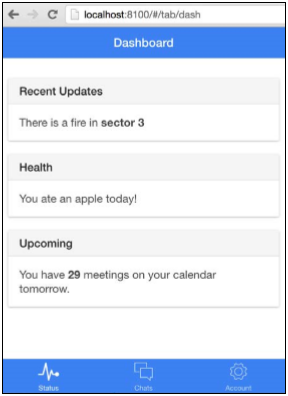 localhost:8100/#/tab/dash
Dashboard
Recent Updates
There is a fire in sector 3
Health
You ate an apple today!
Upcoming
You have 29 meetings on your calendar
tomorrow.
Status Chats Account